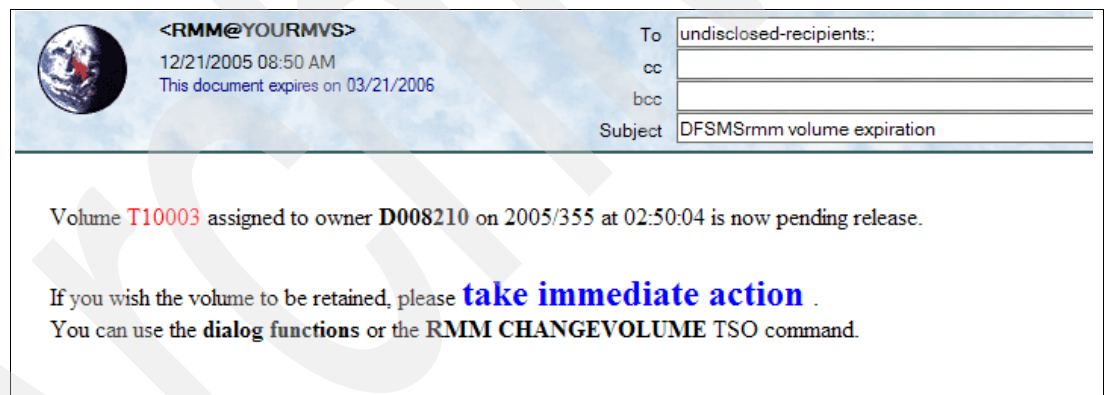 <RMM@YOURMVS>
12/21/2005 08:50 AM
This document expires on 03/21/2006
To undisclosed-recipients:;
cc
bcc
Subject DFSMSrmm volume expiration
Volume T10003 assigned to owner D008210 on 2005/355 at 02:50:04 is now pending release.
If you wish the volume to be retained, please take immediate action .
You can use the dialog functions or the RMM CHANGEVOLUME TSO command.